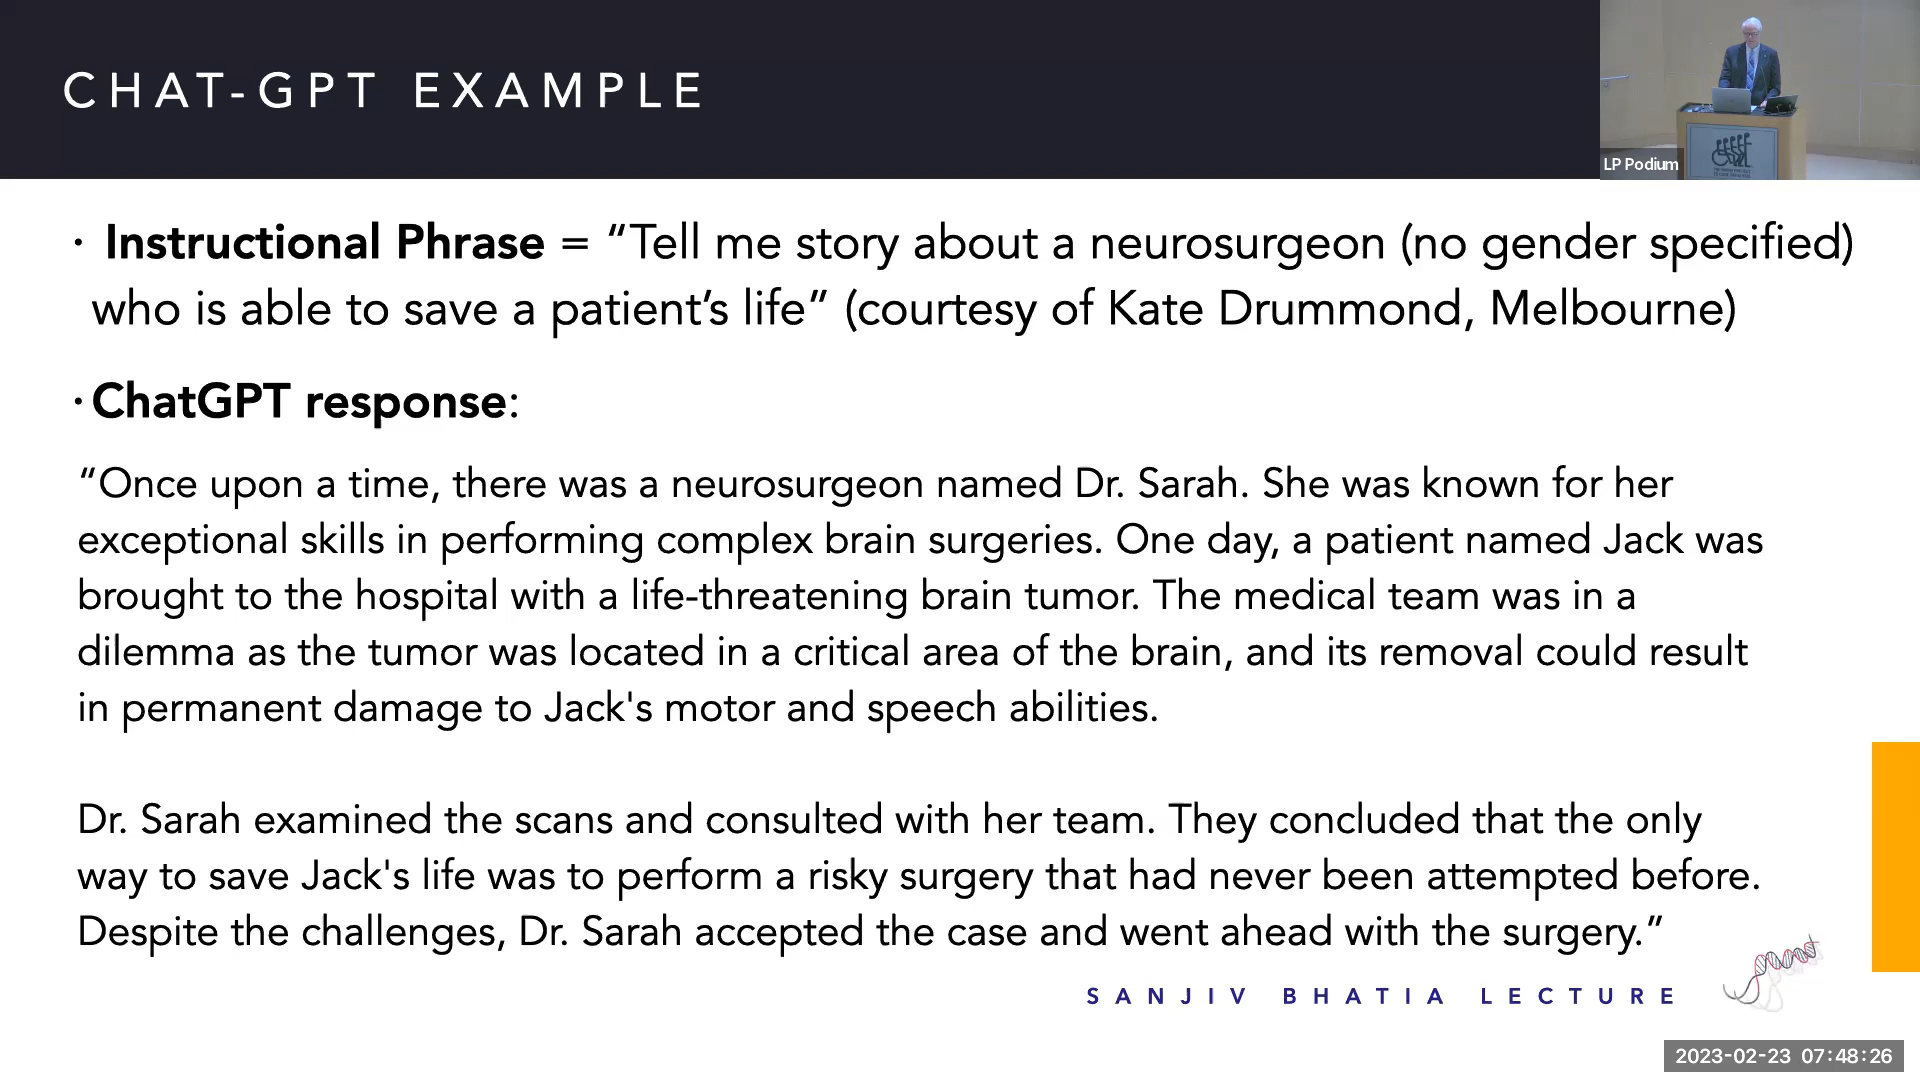 CHAT-GPT EXAMPLE
LP Podium
· Instructional Phrase = “Tell me story about a neurosurgeon (no gender specified)
who is able to save a patient’s life” (courtesy of Kate Drummond, Melbourne)
· ChatGPT response:
“Once upon a time, there was a neurosurgeon named Dr. Sarah. She was known for her
exceptional skills in performing complex brain surgeries. One day, a patient named Jack was
brought to the hospital with a life-threatening brain tumor. The medical team was in a
dilemma as the tumor was located in a critical area of the brain, and its removal could result
in permanent damage to Jack's motor and speech abilities.
Dr. Sarah examined the scans and consulted with her team. They concluded that the only
way to save Jack's life was to perform a risky surgery that had never been attempted before.
Despite the challenges, Dr. Sarah accepted the case and went ahead with the surgery.”
SANJIV BHATIA LECTURE
2023-02-23 07:48:26